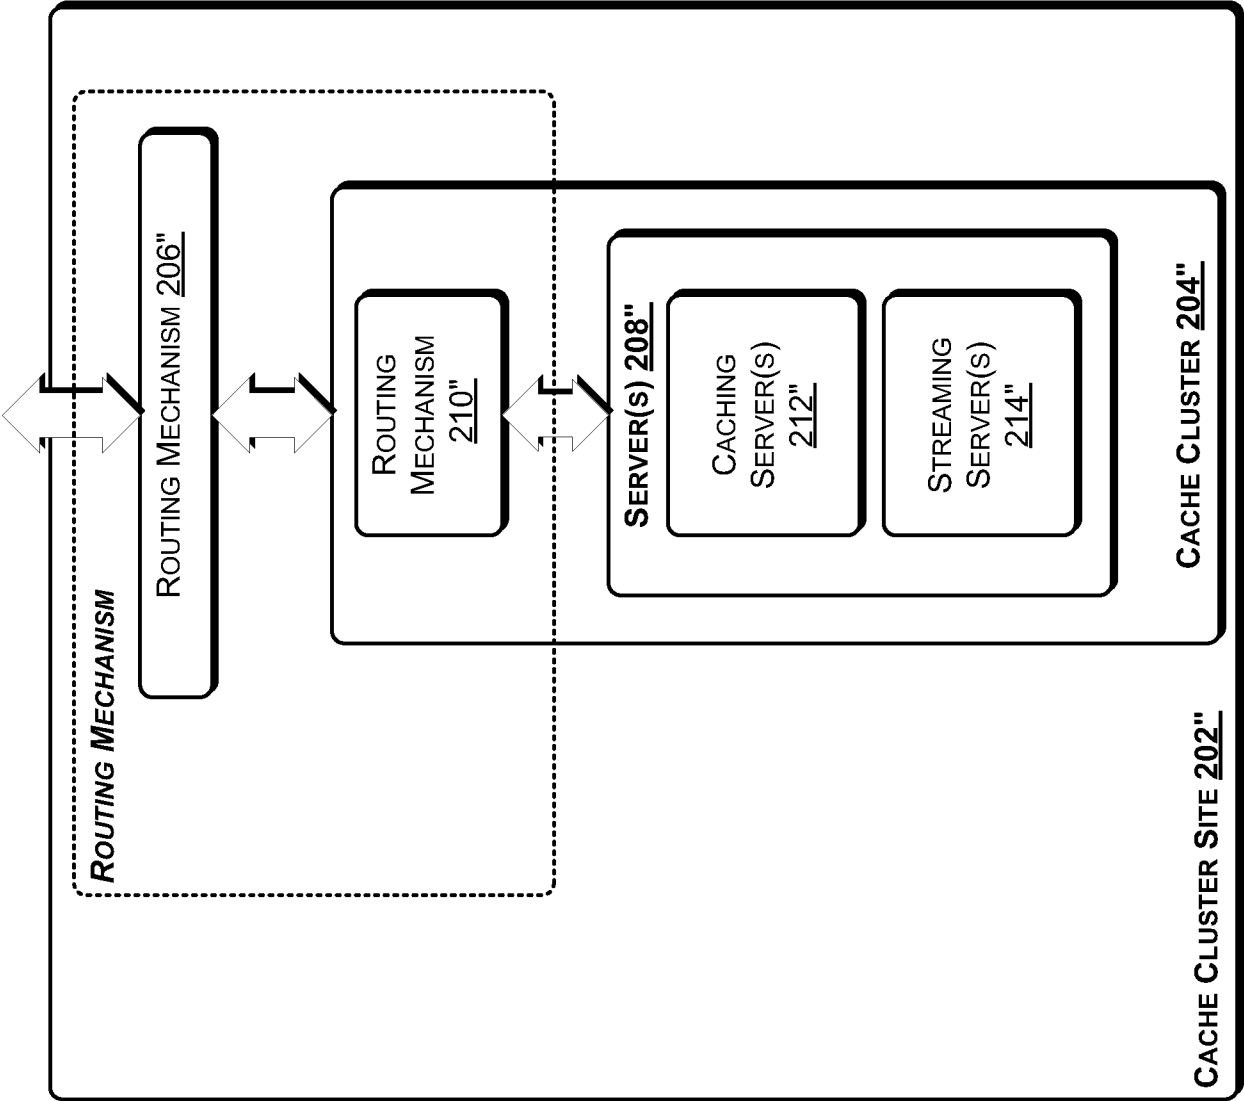 ROUTING MECHANISM
ROUTING MECHANISM 206"
ROUTING
MECHANISM
210"
SERVER(S) 208"
CACHING
SERVER(S)
212"
STREAMING
SERVER(S)
214"
CACHE CLUSTER 204"
CACHE CLUSTER SITE 202"